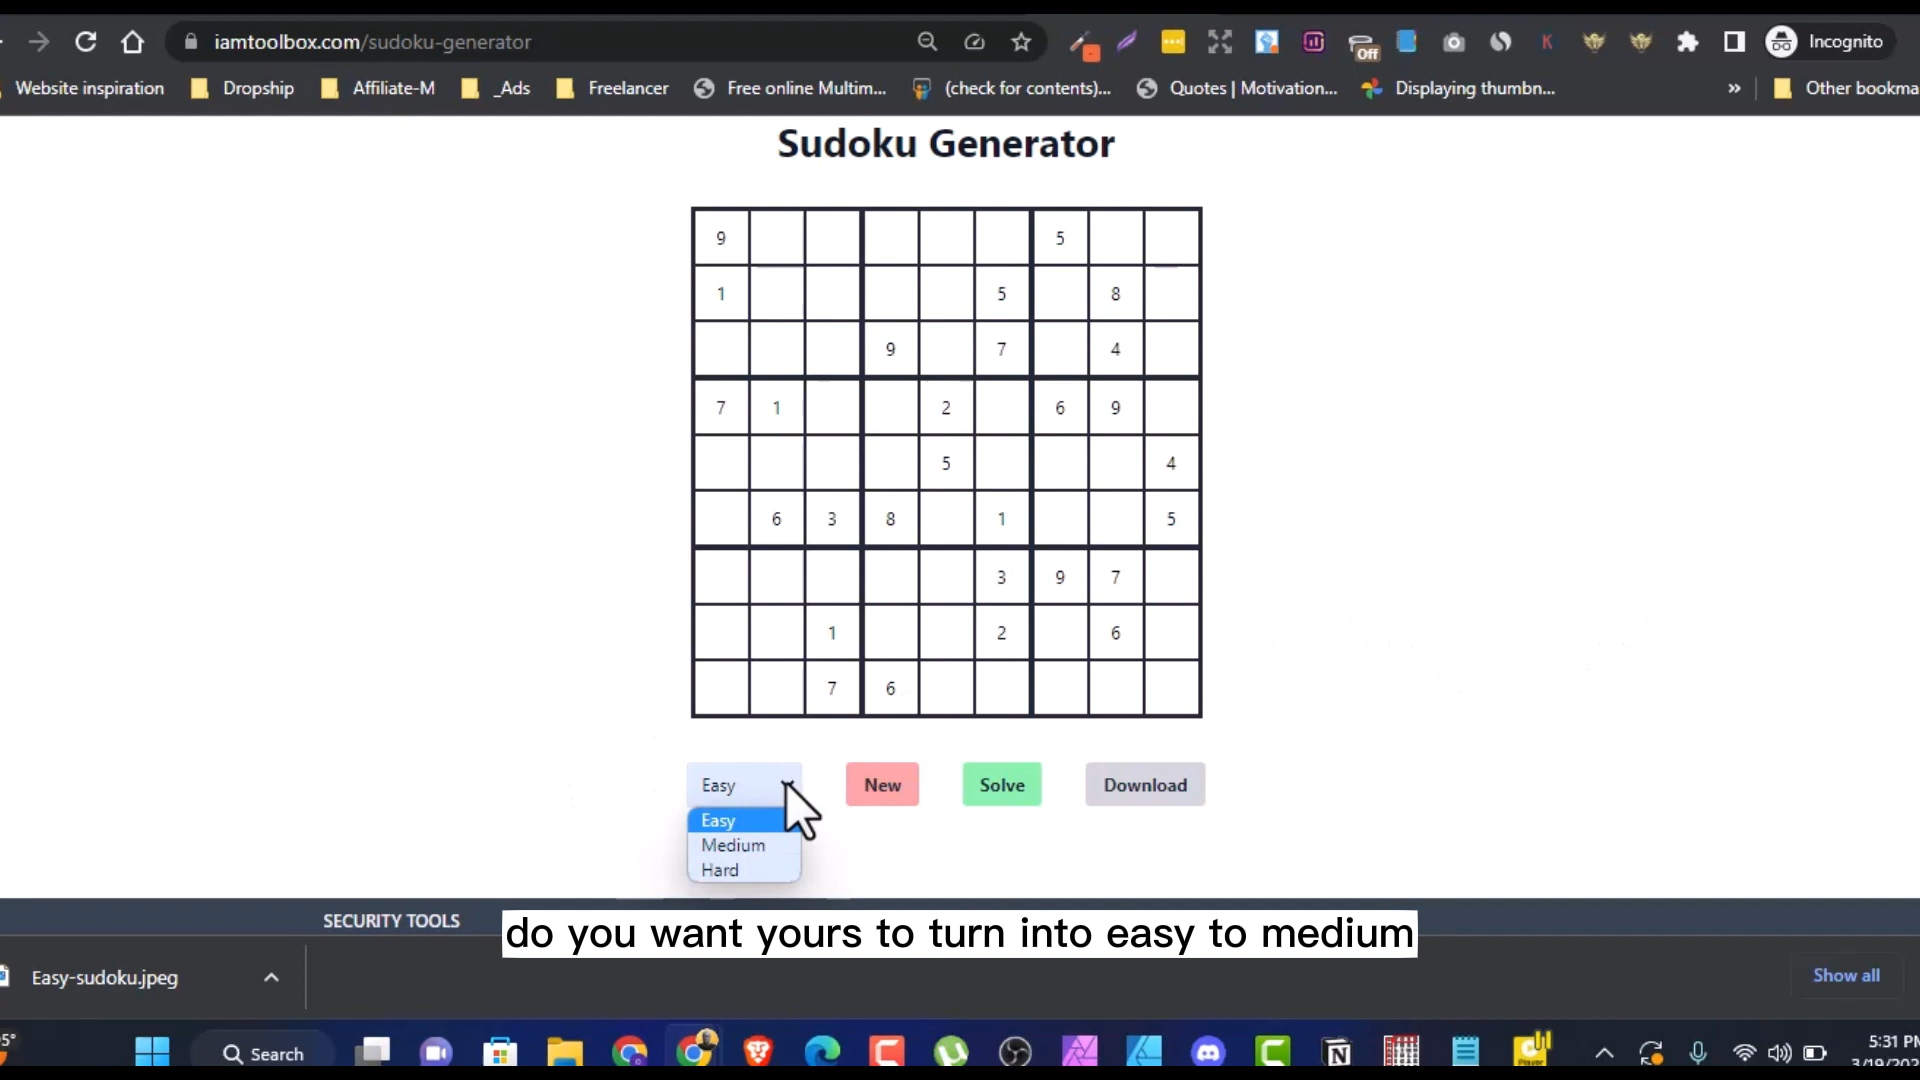 iamtoolbox.com/sudoku-generator
Off
Incognito
Website inspiration Dropship Affiliate-M _Ads Freelancer Free online Multim... (check for contents)... Quotes | Motivation... Displaying thumbn... » Other bookma
Sudoku Generator
9 5
1 5 8
9 7 4
7 1 2 6 9
5 4
6 3 8 1 5
3 9 7
1 2 6
7 6
Easy New Solve Download
Easy
Medium
Hard
SECURITY TOOLS
do you want yours to turn into easy to medium
Easy-sudoku.jpeg Show all
5°
Search
5:31 PM